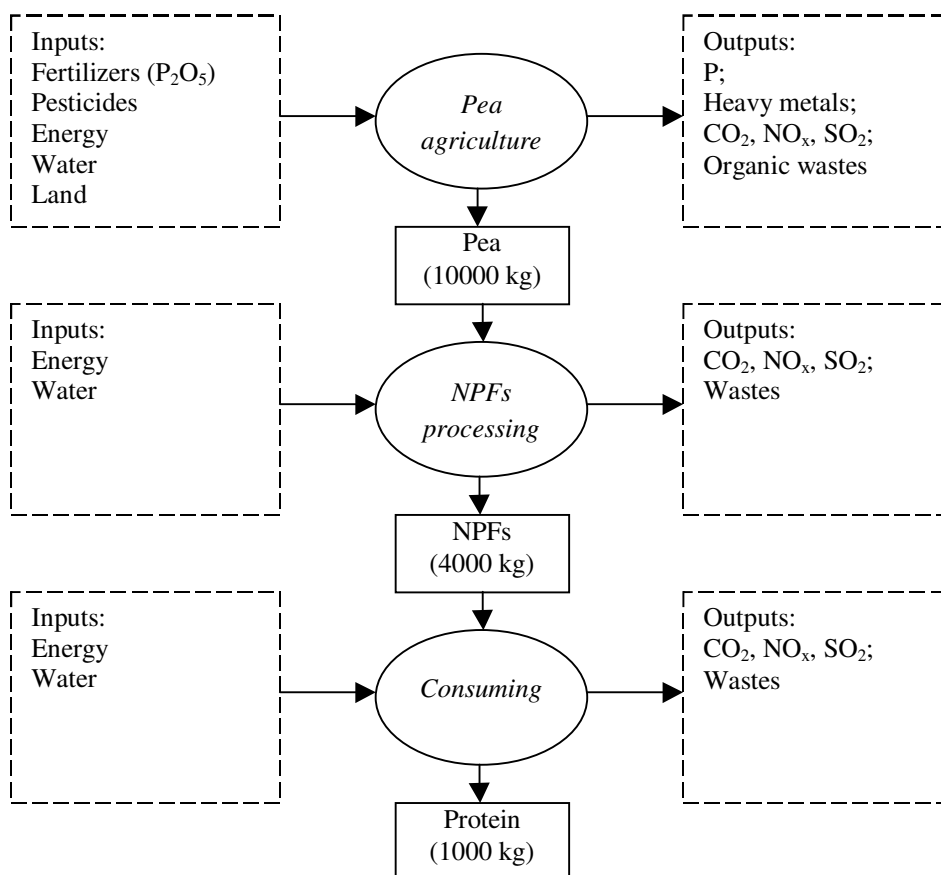 Inputs:
Fertilizers (P₂O₅)
Pesticides
Energy
Water
Land
Pea
agriculture
Outputs:
P;
Heavy metals;
CO₂, NOₓ, SO₂;
Organic wastes
Pea
(10000 kg)
Inputs:
Energy
Water
NPFs
processing
Outputs:
CO₂, NOₓ, SO₂;
Wastes
NPFs
(4000 kg)
Inputs:
Energy
Water
Consuming
Outputs:
CO₂, NOₓ, SO₂;
Wastes
Protein
(1000 kg)